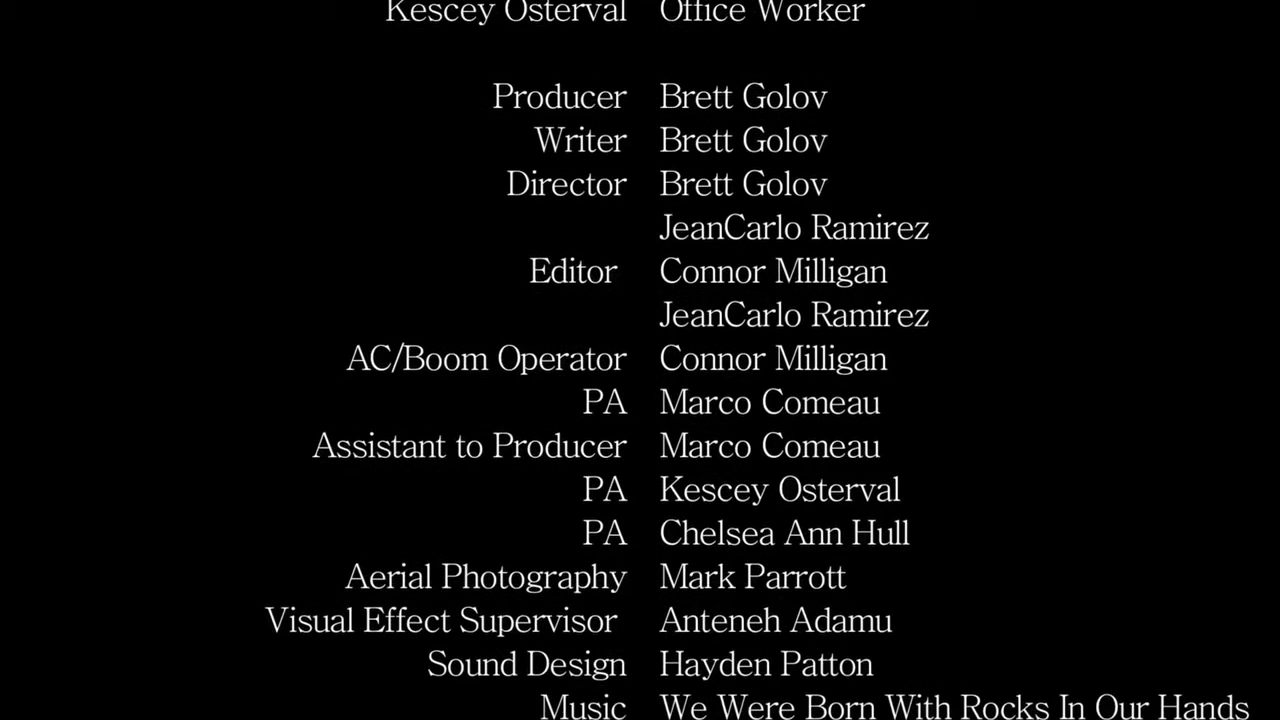 Kescey Osterval Office Worker
Producer Brett Golov
Writer Brett Golov
Director Brett Golov
JeanCarlo Ramirez
Editor Connor Milligan
JeanCarlo Ramirez
AC/Boom Operator Connor Milligan
PA Marco Comeau
Assistant to Producer Marco Comeau
PA Kescey Osterval
PA Chelsea Ann Hull
Aerial Photography Mark Parrott
Visual Effect Supervisor Anteneh Adamu
Sound Design Hayden Patton
Music We Were Born With Rocks In Our Hands